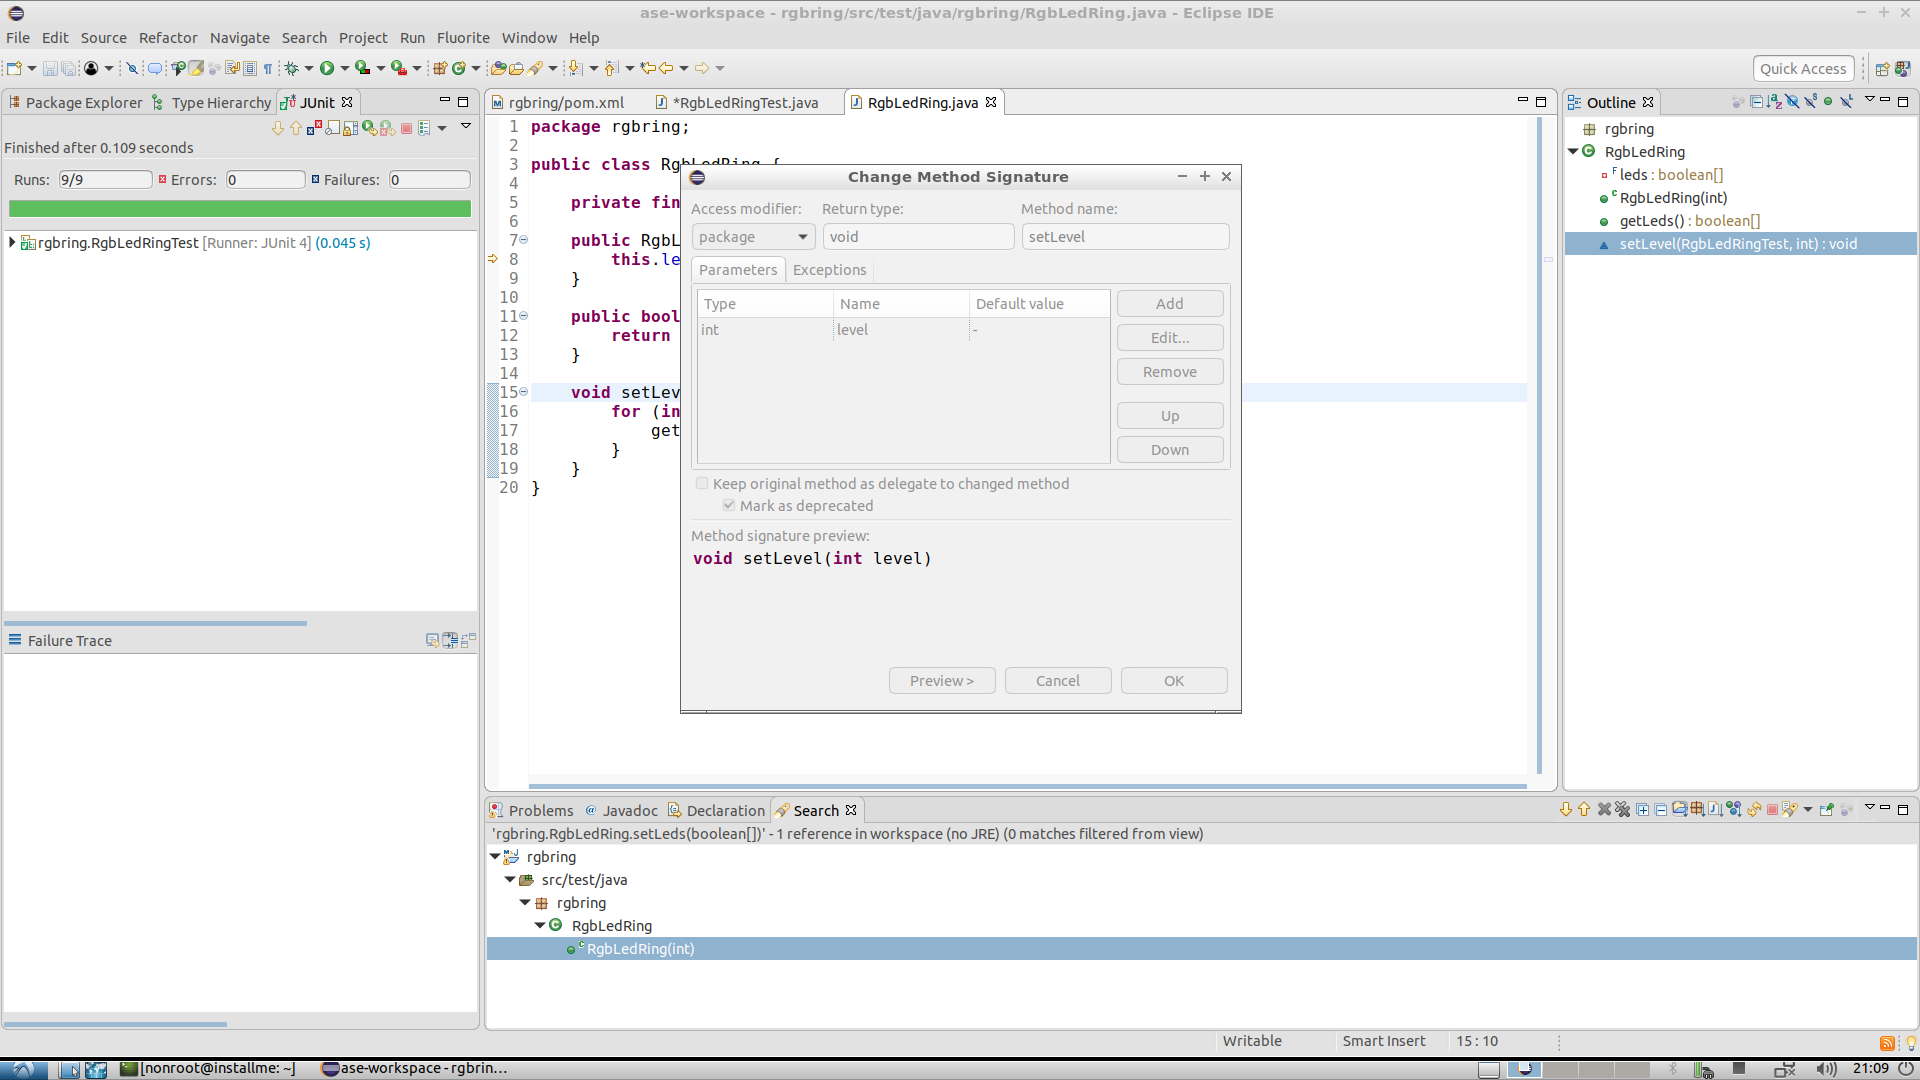 ase-workspace - rgbring/src/test/java/rgbring/RgbLedRing.java - Eclipse IDE
File Edit Source Refactor Navigate Search Project Run Fluorite Window Help
Quick Access
Package Explorer Type Hierarchy JUnit
Finished after 0.109 seconds
Runs: 9/9 Errors: 0 Failures: 0
rgbring.RgbLedRingTest [Runner: JUnit 4] (0.045 s)
Failure Trace
rgbring/pom.xml *RgbLedRingTest.java RgbLedRing.java
1 package rgbring;
2
3 public class RgbLedRing {
4
5 private fin
6
7 public RgbL
8 this.le
9 }
10
11 public bool
12 return
13 }
14
15 void setLev
16 for (in
17 get
18 }
19 }
20 }
Change Method Signature
Access modifier: Return type: Method name:
package void setLevel
Parameters Exceptions
Type Name Default value
int level -
Add
Edit...
Remove
Up
Down
Keep original method as delegate to changed method
Mark as deprecated
Method signature preview:
void setLevel(int level)
Preview > Cancel OK
Outline
rgbring
RgbLedRing
leds : boolean[]
RgbLedRing(int)
getLeds() : boolean[]
setLevel(RgbLedRingTest, int) : void
Problems Javadoc Declaration Search
'rgbring.RgbLedRing.setLeds(boolean[])' - 1 reference in workspace (no JRE) (0 matches filtered from view)
rgbring
src/test/java
rgbring
RgbLedRing
RgbLedRing(int)
Writable Smart Insert 15 : 10
[nonroot@installme: ~] ase-workspace - rgbrin... 21:09